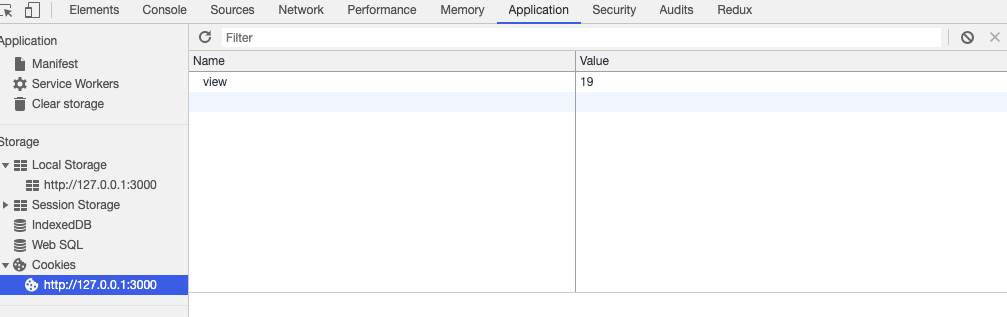 Elements Console Sources Network Performance Memory Application Security Audits Redux
Application
Manifest
Service Workers
Clear storage
Storage
Local Storage
http://127.0.0.1:3000
Session Storage
IndexedDB
Web SQL
Cookies
http://127.0.0.1:3000
Filter
Name Value
view 19